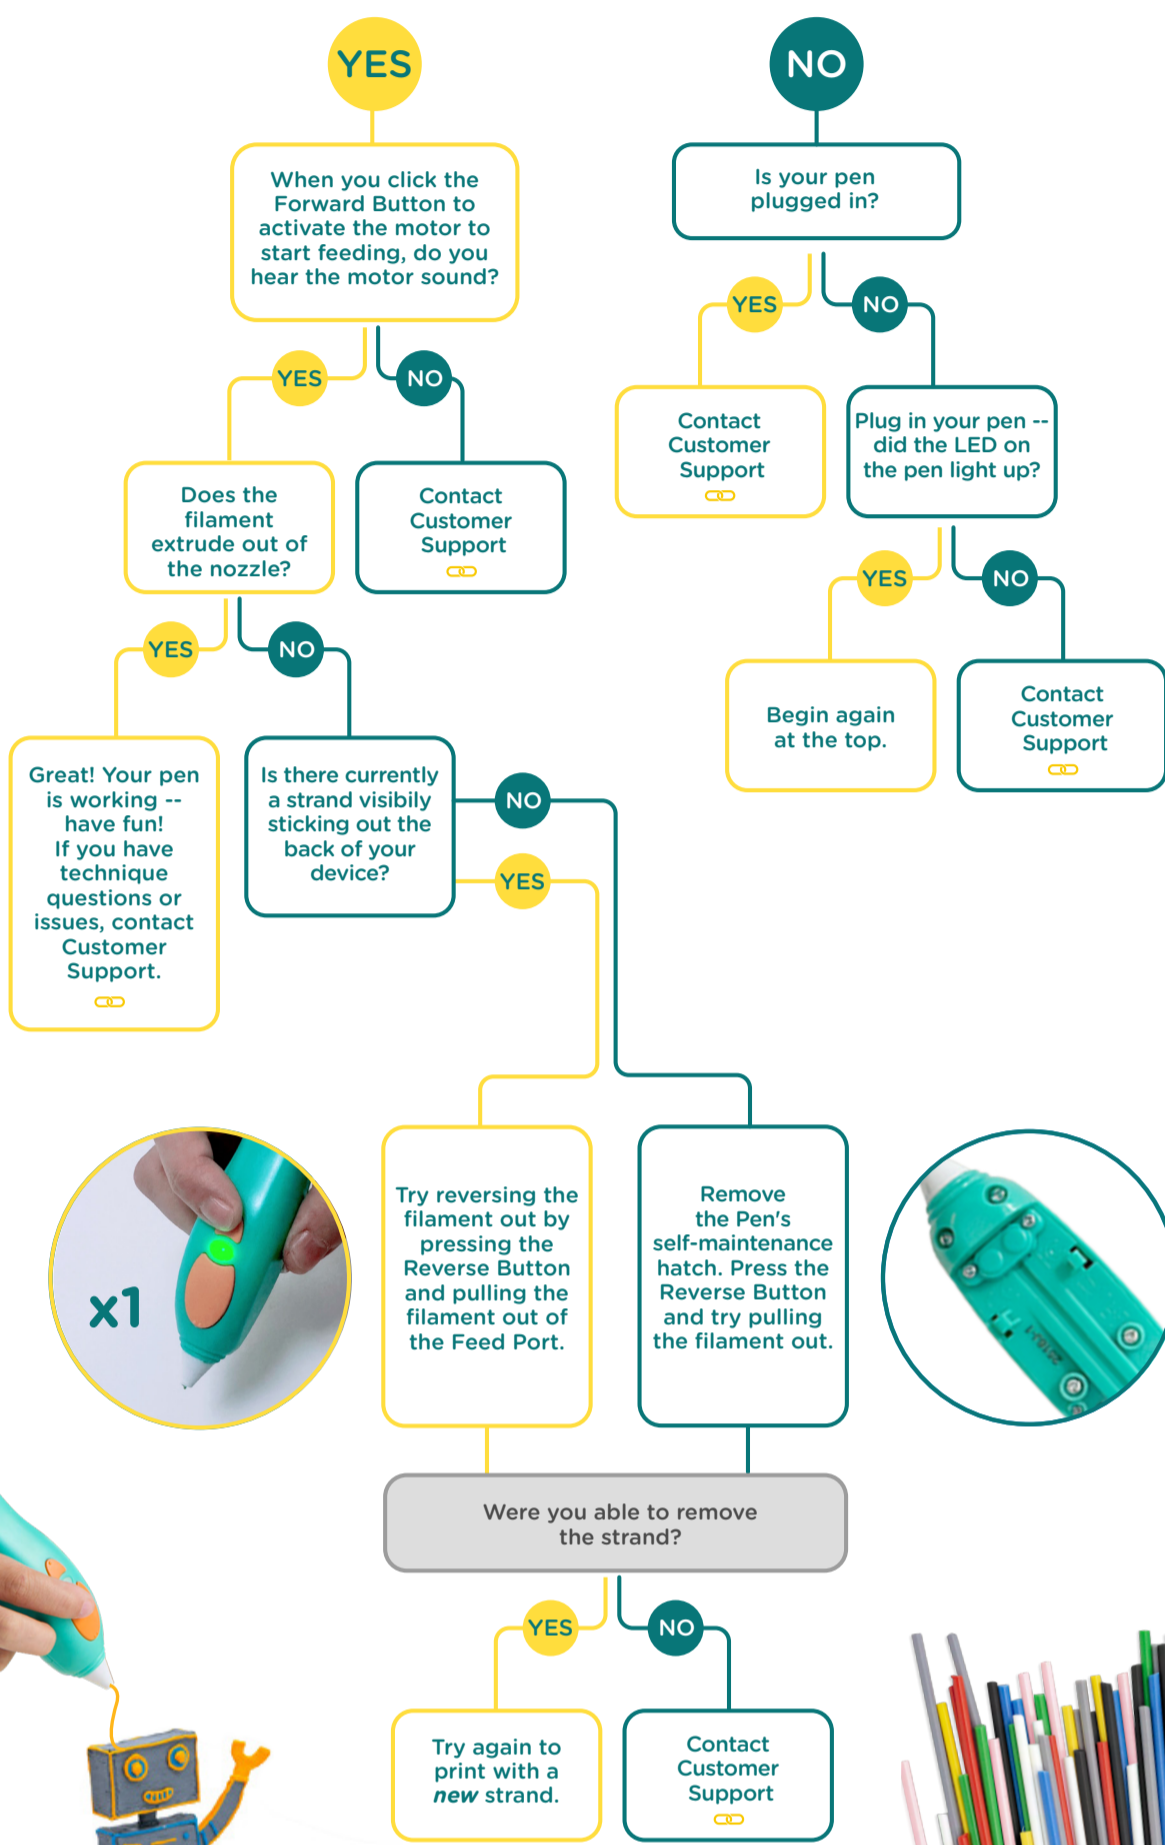 YES
NO
When you click the
Forward Button to
activate the motor to
start feeding, do you
hear the motor sound?
Is your pen
plugged in?
YES
NO
YES
NO
Contact
Customer
Support
Plug in your pen --
did the LED on
the pen light up?
Does the
filament
extrude out of
the nozzle?
Contact
Customer
Support
YES
NO
YES
NO
Begin again
at the top.
Contact
Customer
Support
Great! Your pen
is working --
have fun!
If you have
technique
questions or
issues, contact
Customer
Support.
Is there currently
a strand visibily
sticking out the
back of your
device?
NO
YES
x1
Try reversing the
filament out by
pressing the
Reverse Button
and pulling the
filament out of
the Feed Port.
Remove
the Pen's
self-maintenance
hatch. Press the
Reverse Button
and try pulling
the filament out.
Were you able to remove
the strand?
YES
NO
Try again to
print with a
new strand.
Contact
Customer
Support